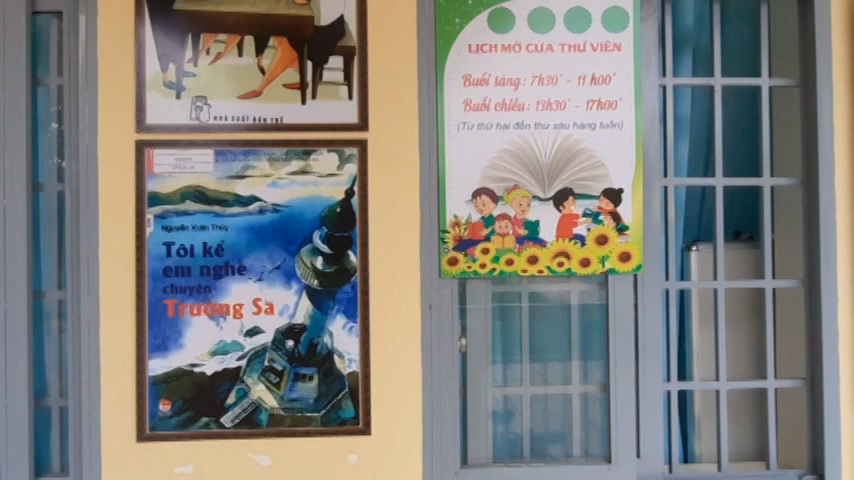 NHÀ XUẤT BẢN TRẺ
Nguyễn Xuân Thủy
Tôi kể
em nghe
chuyện
Trường Sa
LỊCH MỞ CỬA THƯ VIỆN
Buổi sáng: 7h30' - 11h00'
Buổi chiều: 13h30' - 17h00'
(Từ thứ hai đến thứ sáu hàng tuần)